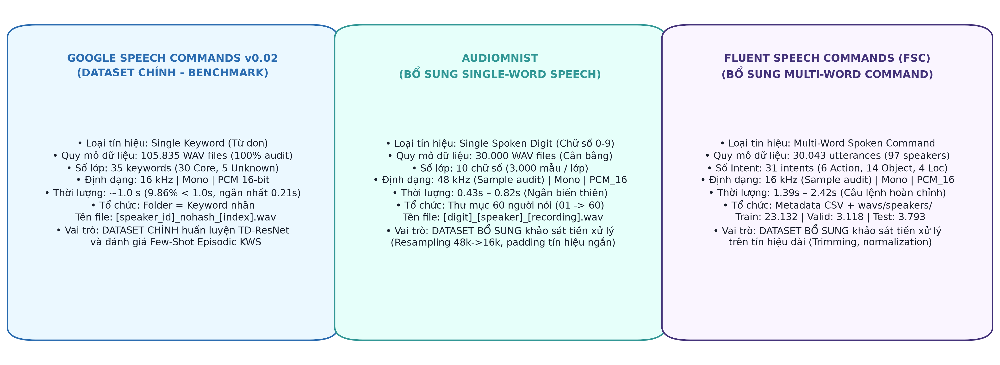 GOOGLE SPEECH COMMANDS v0.02
(DATASET CHÍNH - BENCHMARK)
• Loại tín hiệu: Single Keyword (Từ đơn)
• Quy mô dữ liệu: 105.835 WAV files (100% audit)
• Số lớp: 35 keywords (30 Core, 5 Unknown)
• Định dạng: 16 kHz | Mono | PCM 16-bit
• Thời lượng: ~1.0 s (9.86% < 1.0s, ngắn nhất 0.21s)
• Tổ chức: Folder = Keyword nhãn
Tên file: [speaker_id]_nohash_[index].wav
• Vai trò: DATASET CHÍNH huấn luyện TD-ResNet
và đánh giá Few-Shot Episodic KWS
AUDIOMNIST
(BỔ SUNG SINGLE-WORD SPEECH)
• Loại tín hiệu: Single Spoken Digit (Chữ số 0-9)
• Quy mô dữ liệu: 30.000 WAV files (Cân bằng)
• Số lớp: 10 chữ số (3.000 mẫu / lớp)
• Định dạng: 48 kHz (Sample audit) | Mono | PCM_16
• Thời lượng: 0.43s – 0.82s (Ngắn biến thiên)
• Tổ chức: Thư mục 60 người nói (01 -> 60)
Tên file: [digit]_[speaker]_[recording].wav
• Vai trò: DATASET BỔ SUNG khảo sát tiền xử lý
(Resampling 48k->16k, padding tín hiệu ngắn)
FLUENT SPEECH COMMANDS (FSC)
(BỔ SUNG MULTI-WORD COMMAND)
• Loại tín hiệu: Multi-Word Spoken Command
• Quy mô dữ liệu: 30.043 utterances (97 speakers)
• Số Intent: 31 intents (6 Action, 14 Object, 4 Loc)
• Định dạng: 16 kHz (Sample audit) | Mono | PCM_16
• Thời lượng: 1.39s – 2.42s (Câu lệnh hoàn chỉnh)
• Tổ chức: Metadata CSV + wavs/speakers/
Train: 23.132 | Valid: 3.118 | Test: 3.793
• Vai trò: DATASET BỔ SUNG khảo sát tiền xử lý
trên tín hiệu dài (Trimming, normalization)